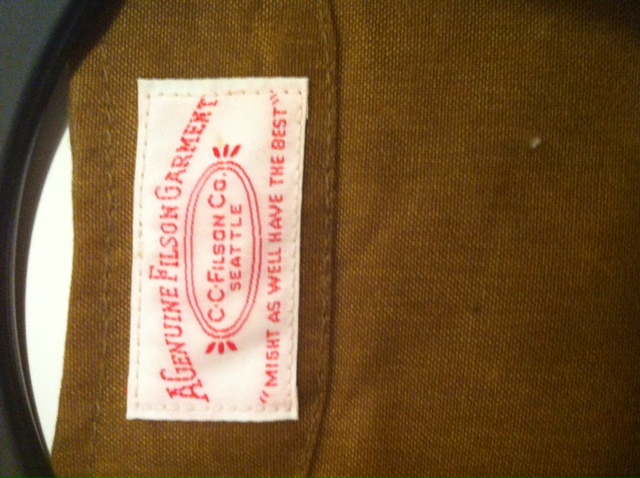 A GENUINE FILSON GARMENT
C·C·FILSON CO.
SEATTLE
"MIGHT AS WELL HAVE THE BEST"